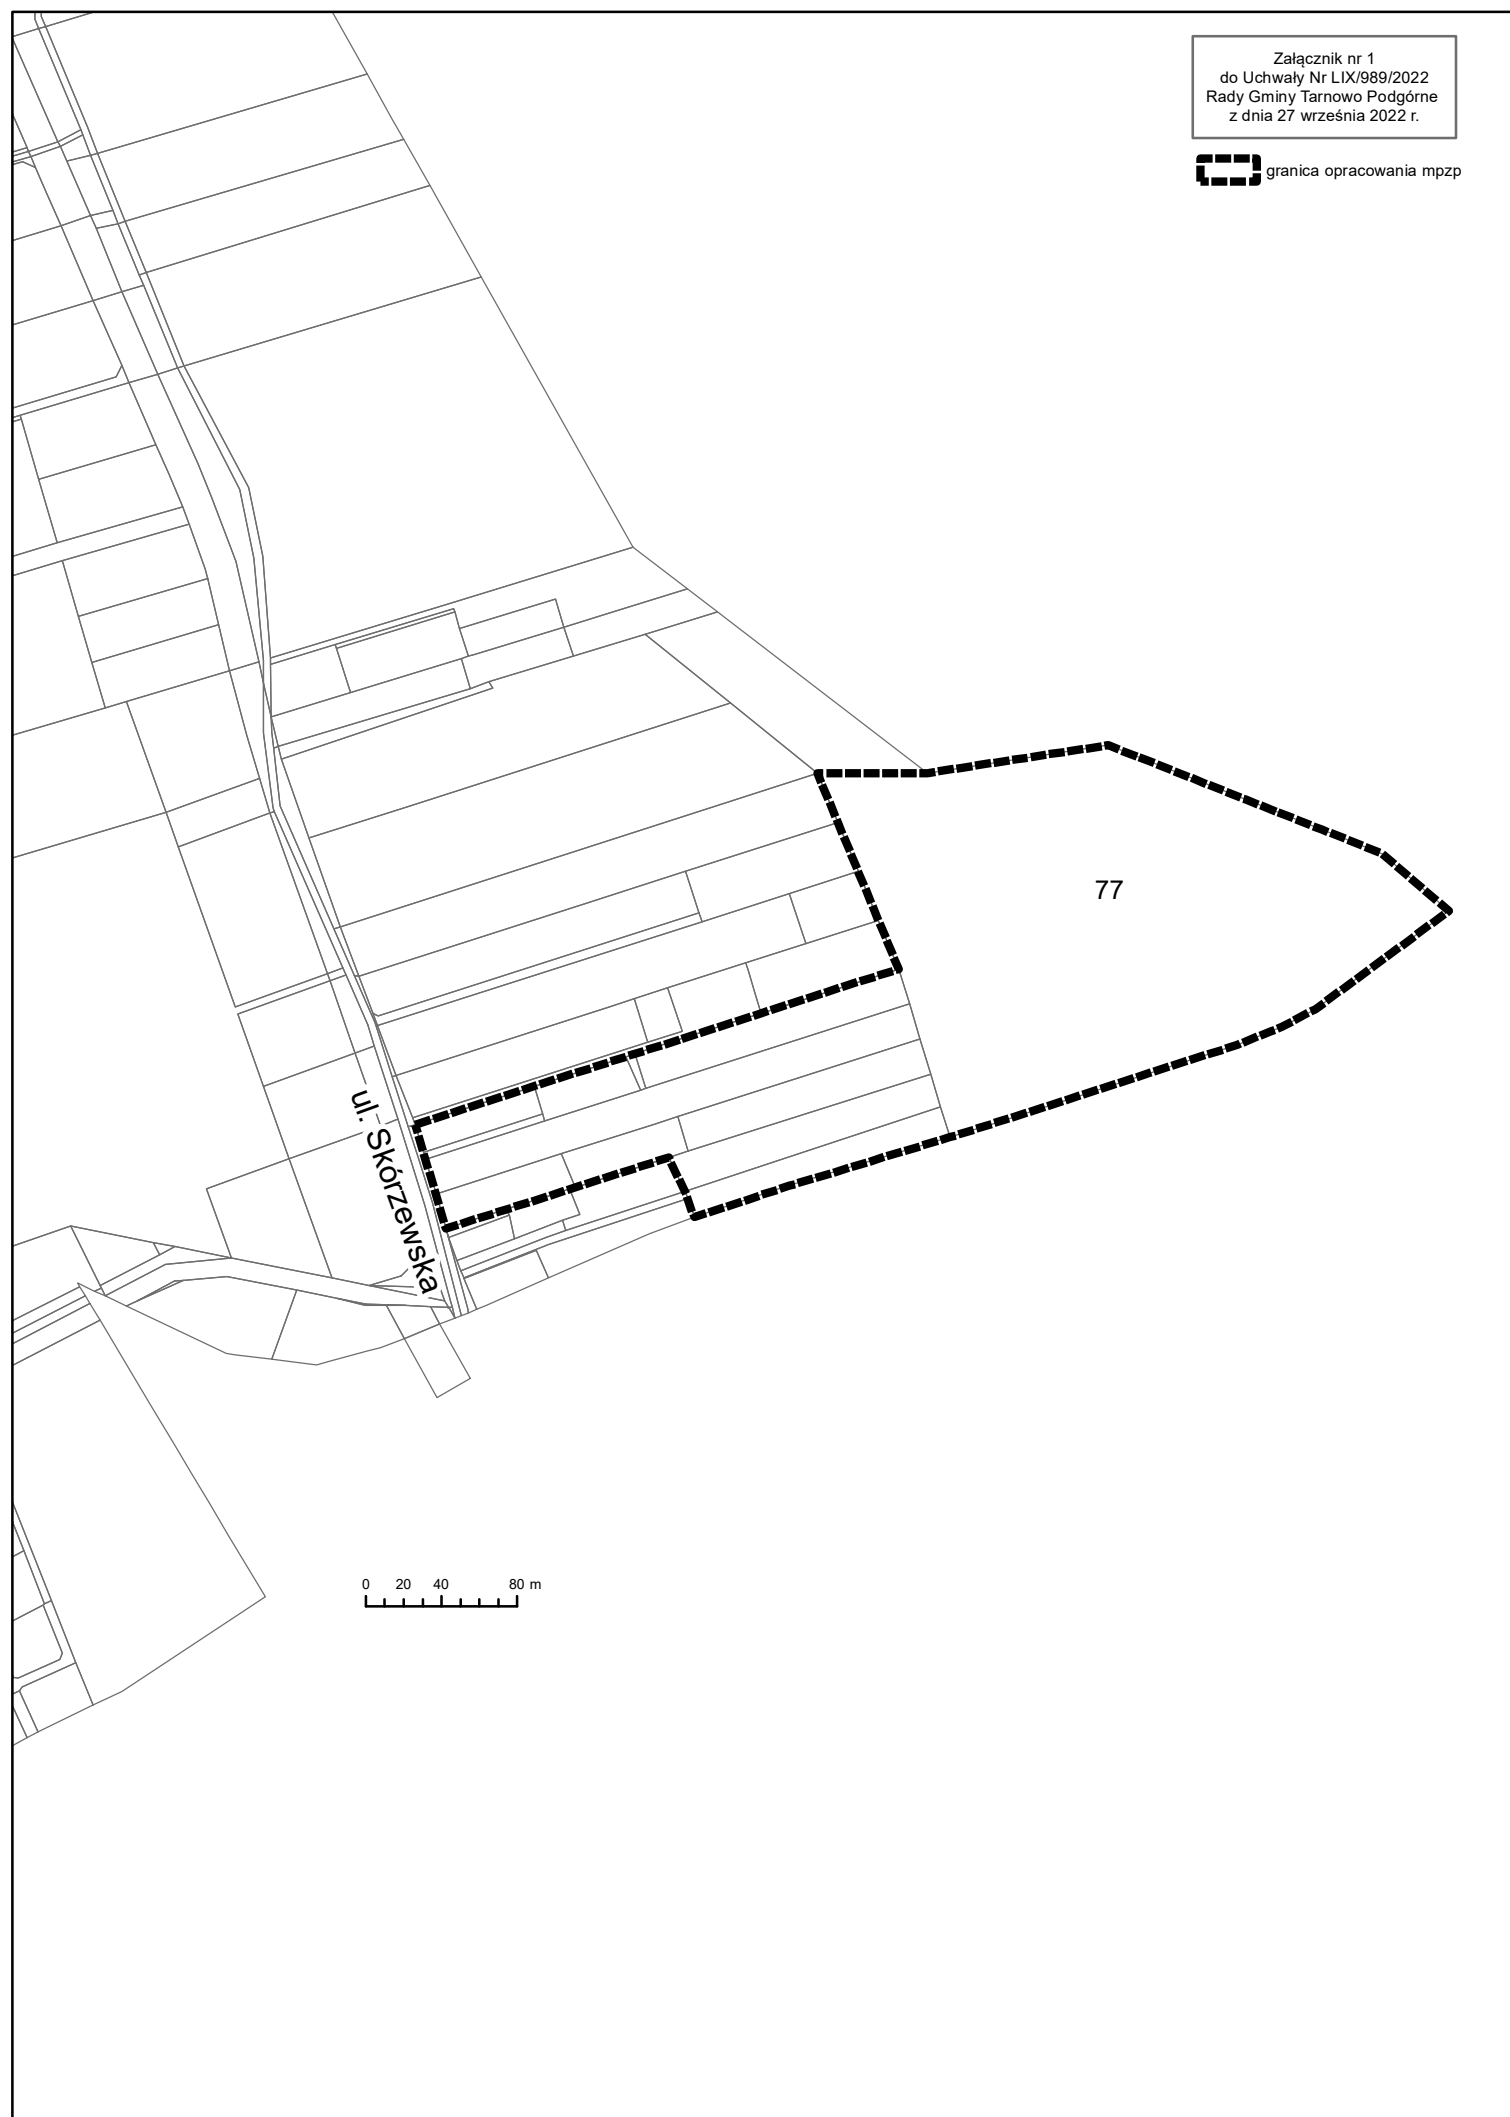 Załącznik nr 1
do Uchwały Nr LIX/989/2022
Rady Gminy Tarnowo Podgórne
z dnia 27 września 2022 r.
granica opracowania mpzp
77
ul. Skórzewska
0 20 40 80 m